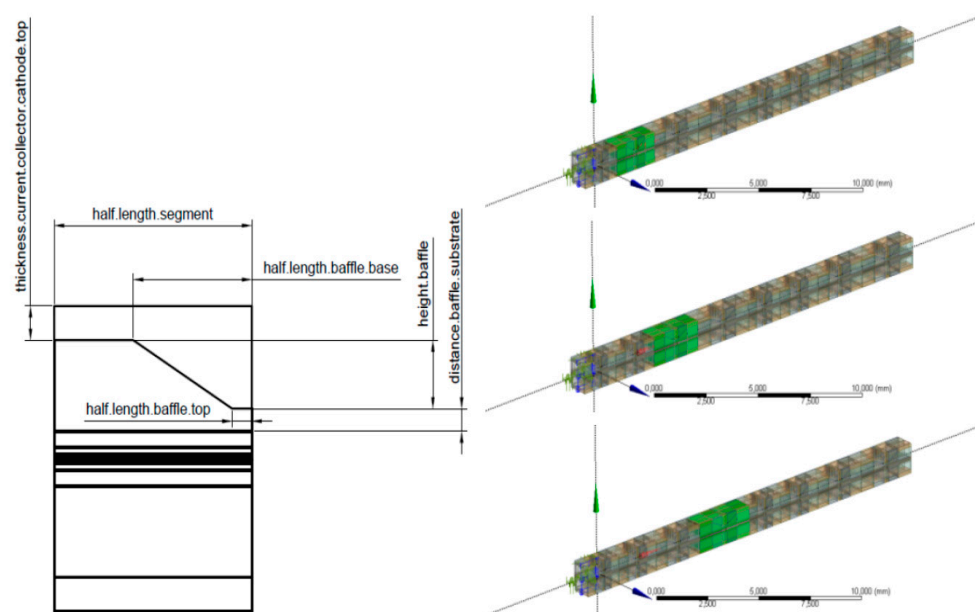 thickness.current.collector.cathode.top
half.length.segment
half.length.baffle.base
height.baffle
distance.baffle.substrate
half.length.baffle.top
0,000 5,000 10,000 (mm)
2,500 7,500
0,000 5,000 10,000 (mm)
2,500 7,500
0,000 5,000 10,000 (mm)
2,500 7,500